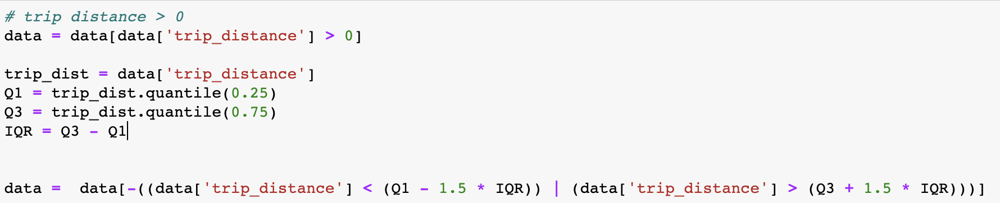 # trip distance > 0
data = data[data['trip_distance'] > 0]
trip_dist = data['trip_distance']
Q1 = trip_dist.quantile(0.25)
Q3 = trip_dist.quantile(0.75)
IQR = Q3 - Q1
data =  data[-((data['trip_distance'] < (Q1 - 1.5 * IQR)) | (data['trip_distance'] > (Q3 + 1.5 * IQR)))]